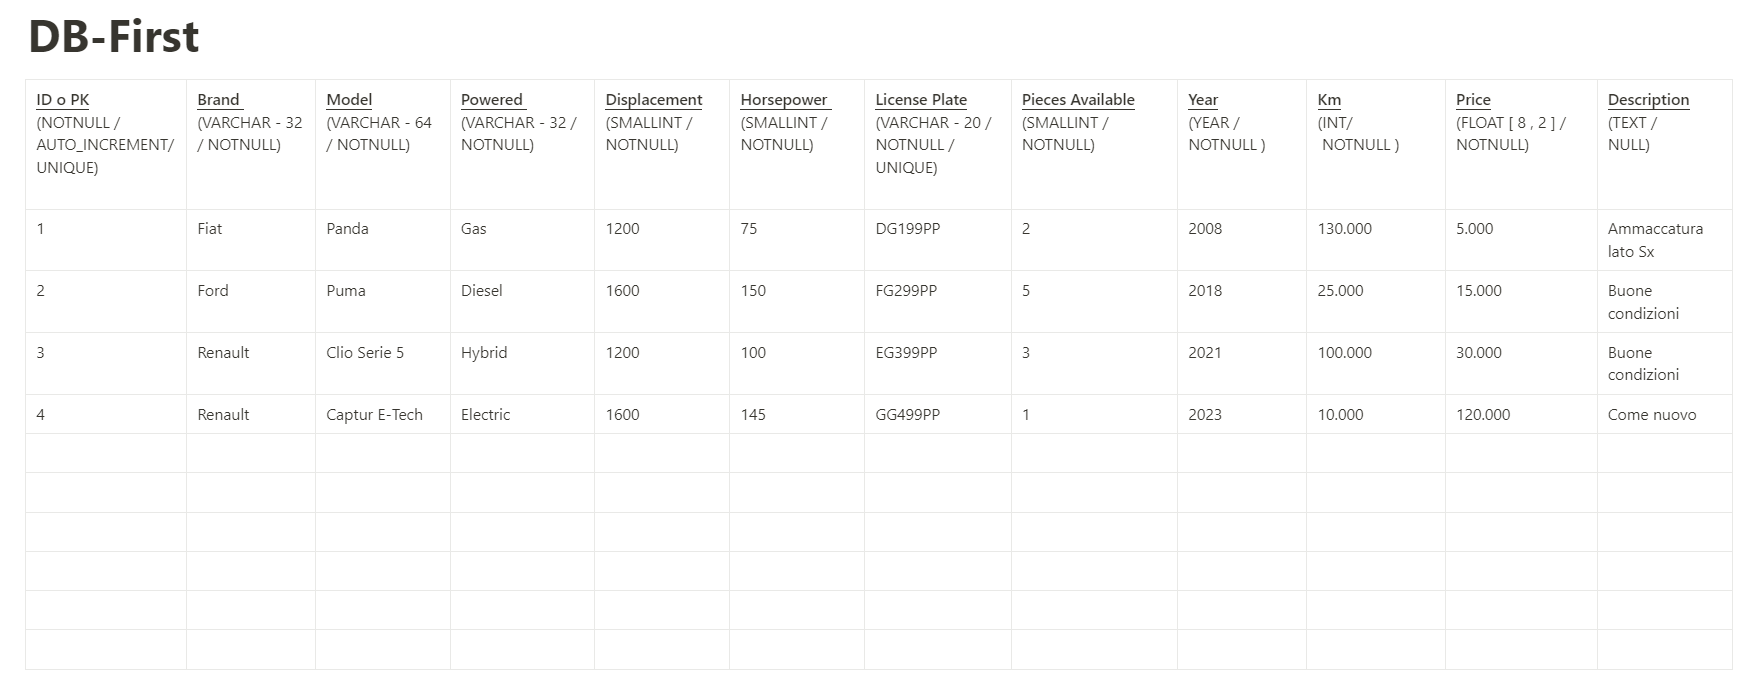 DB-First
ID o PK
(NOTNULL /
AUTO_INCREMENT/
UNIQUE)
Brand
(VARCHAR - 32
/ NOTNULL)
Model
(VARCHAR - 64
/ NOTNULL)
Powered
(VARCHAR - 32 /
NOTNULL)
Displacement
(SMALLINT /
NOTNULL)
Horsepower
(SMALLINT /
NOTNULL)
License Plate
(VARCHAR - 20 /
NOTNULL /
UNIQUE)
Pieces Available
(SMALLINT /
NOTNULL)
Year
(YEAR /
NOTNULL )
Km
(INT/
NOTNULL )
Price
(FLOAT [ 8 , 2 ] /
NOTNULL)
Description
(TEXT /
NULL)
1
Fiat
Panda
Gas
1200
75
DG199PP
2
2008
130.000
5.000
Ammaccatura
lato Sx
2
Ford
Puma
Diesel
1600
150
FG299PP
5
2018
25.000
15.000
Buone
condizioni
3
Renault
Clio Serie 5
Hybrid
1200
100
EG399PP
3
2021
100.000
30.000
Buone
condizioni
4
Renault
Captur E-Tech
Electric
1600
145
GG499PP
1
2023
10.000
120.000
Come nuovo